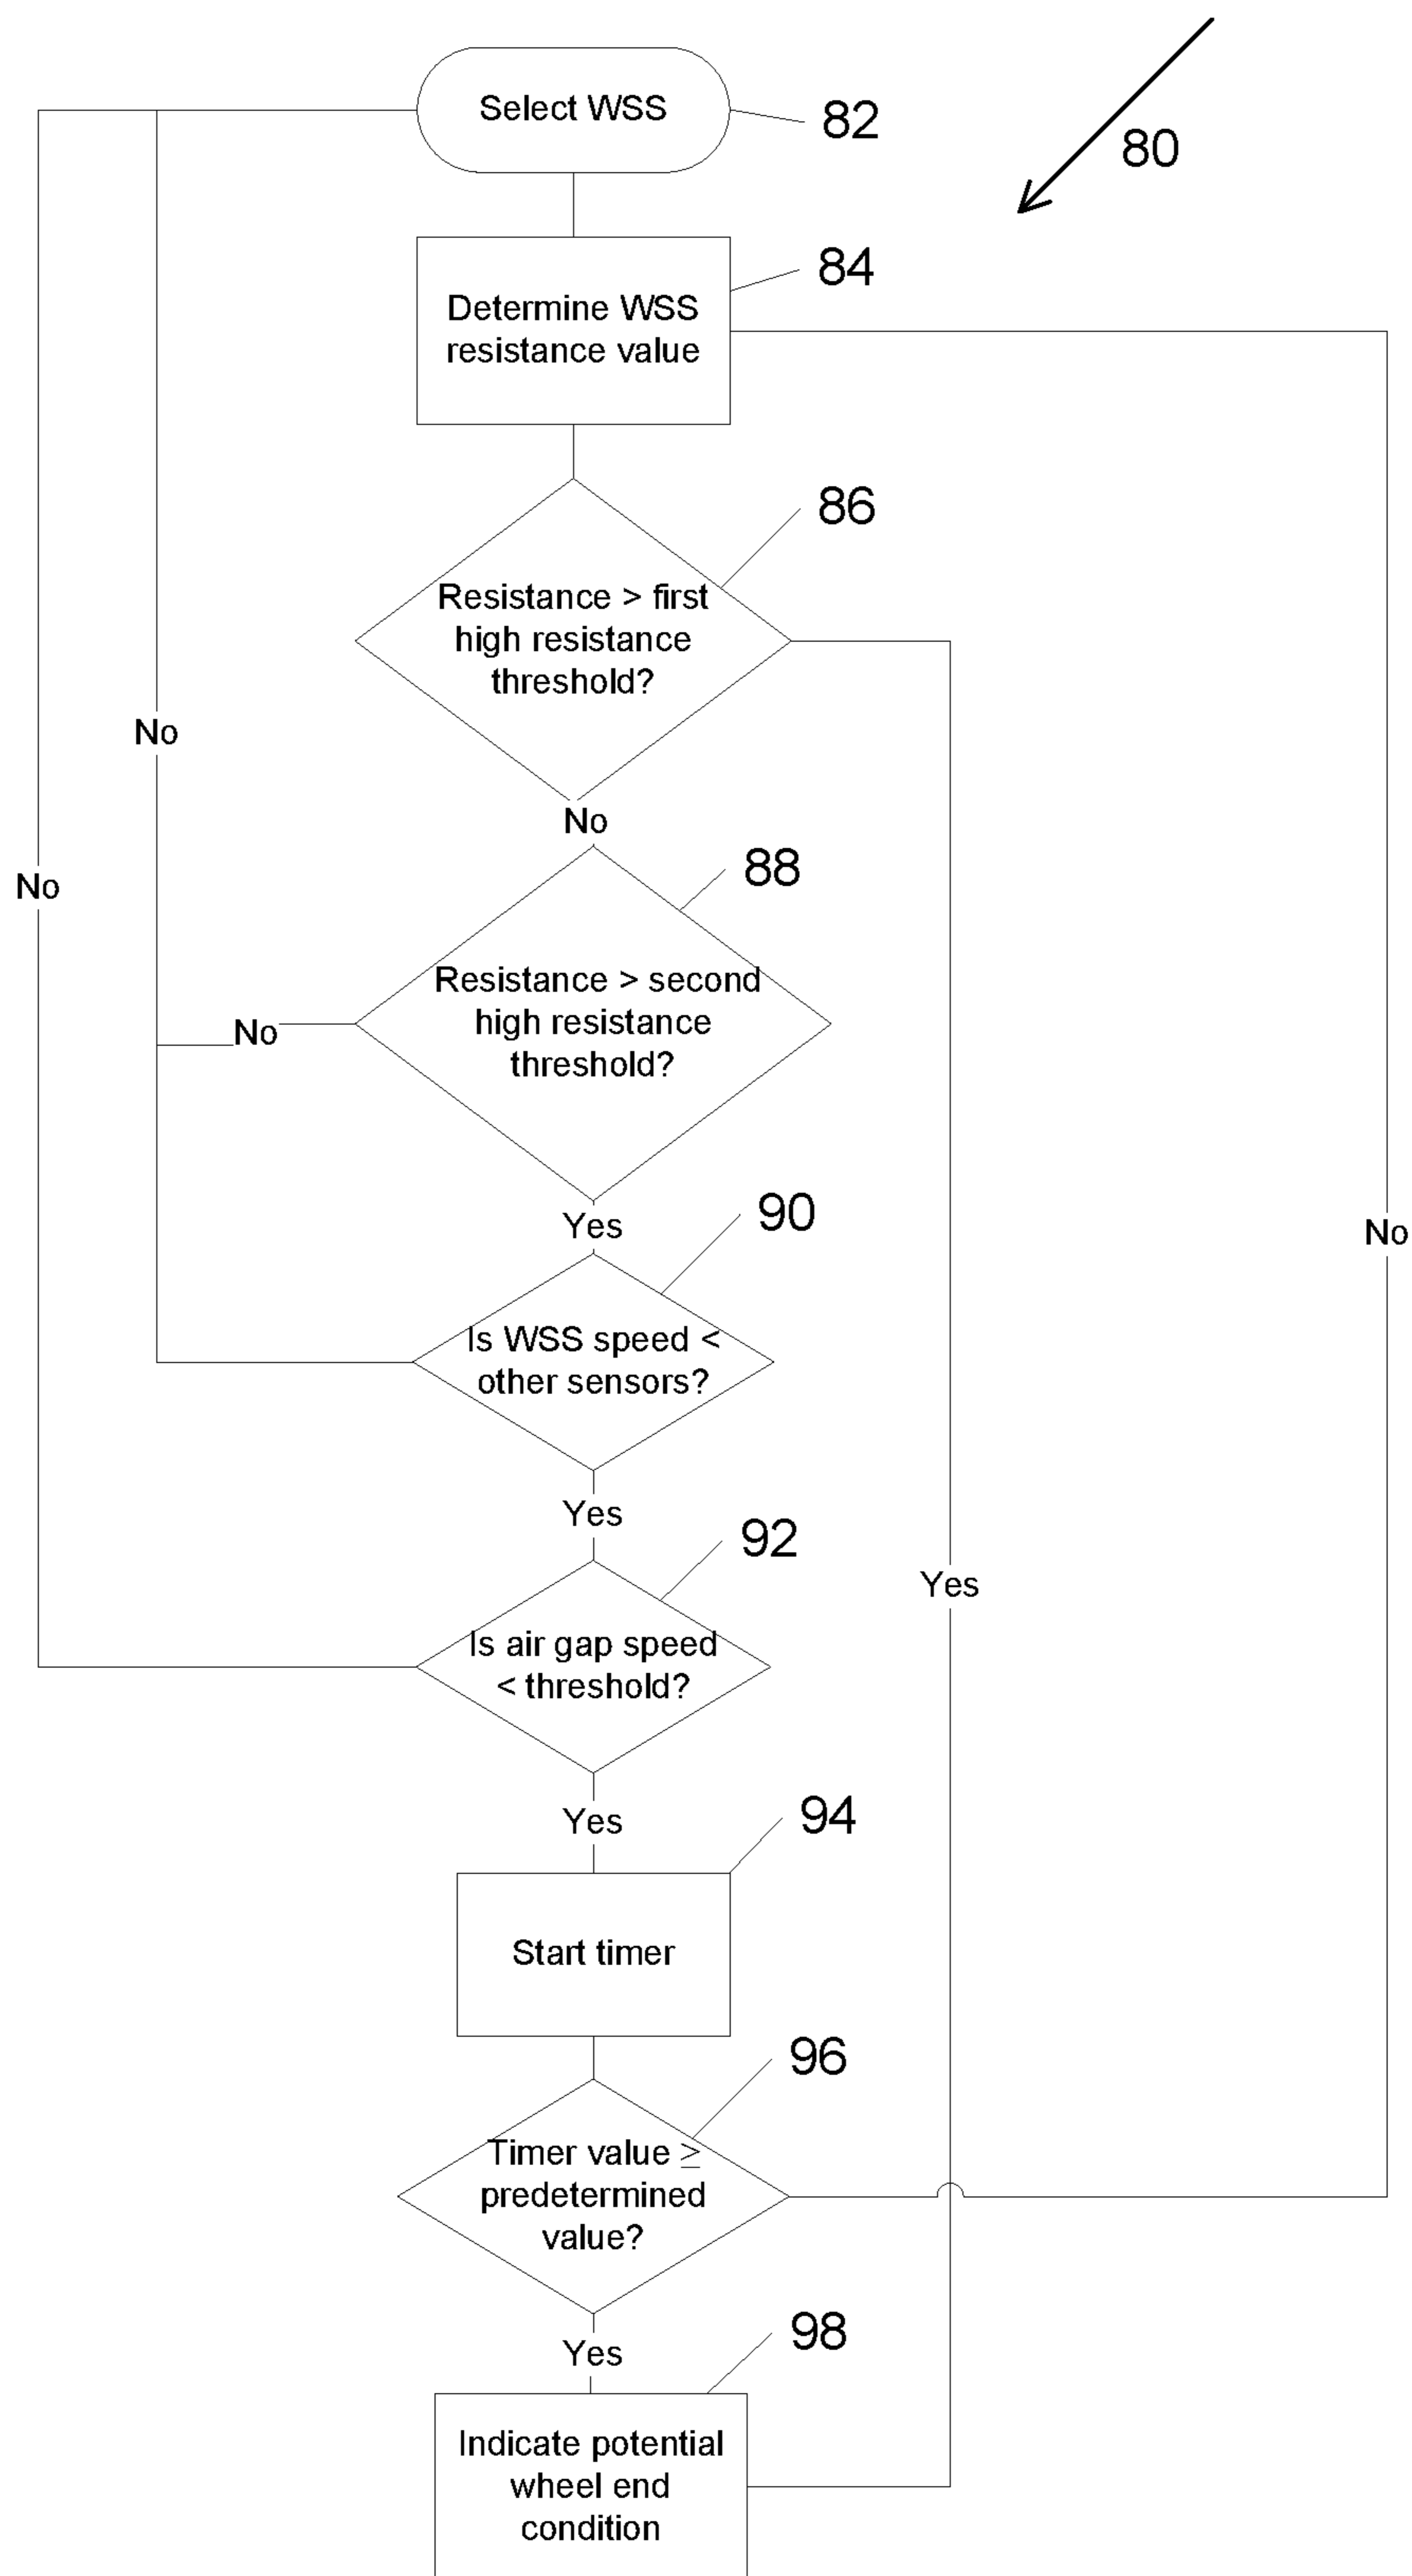 Select WSS
82
80
Determine WSS
resistance value
84
Resistance > first
high resistance
threshold?
86
No
No
No
Resistance > second
high resistance
threshold?
88
No
Yes
Is WSS speed <
other sensors?
90
No
Yes
Is air gap speed
< threshold?
92
Yes
Yes
Start timer
94
Timer value ≥
predetermined
value?
96
Yes
Indicate potential
wheel end
condition
98